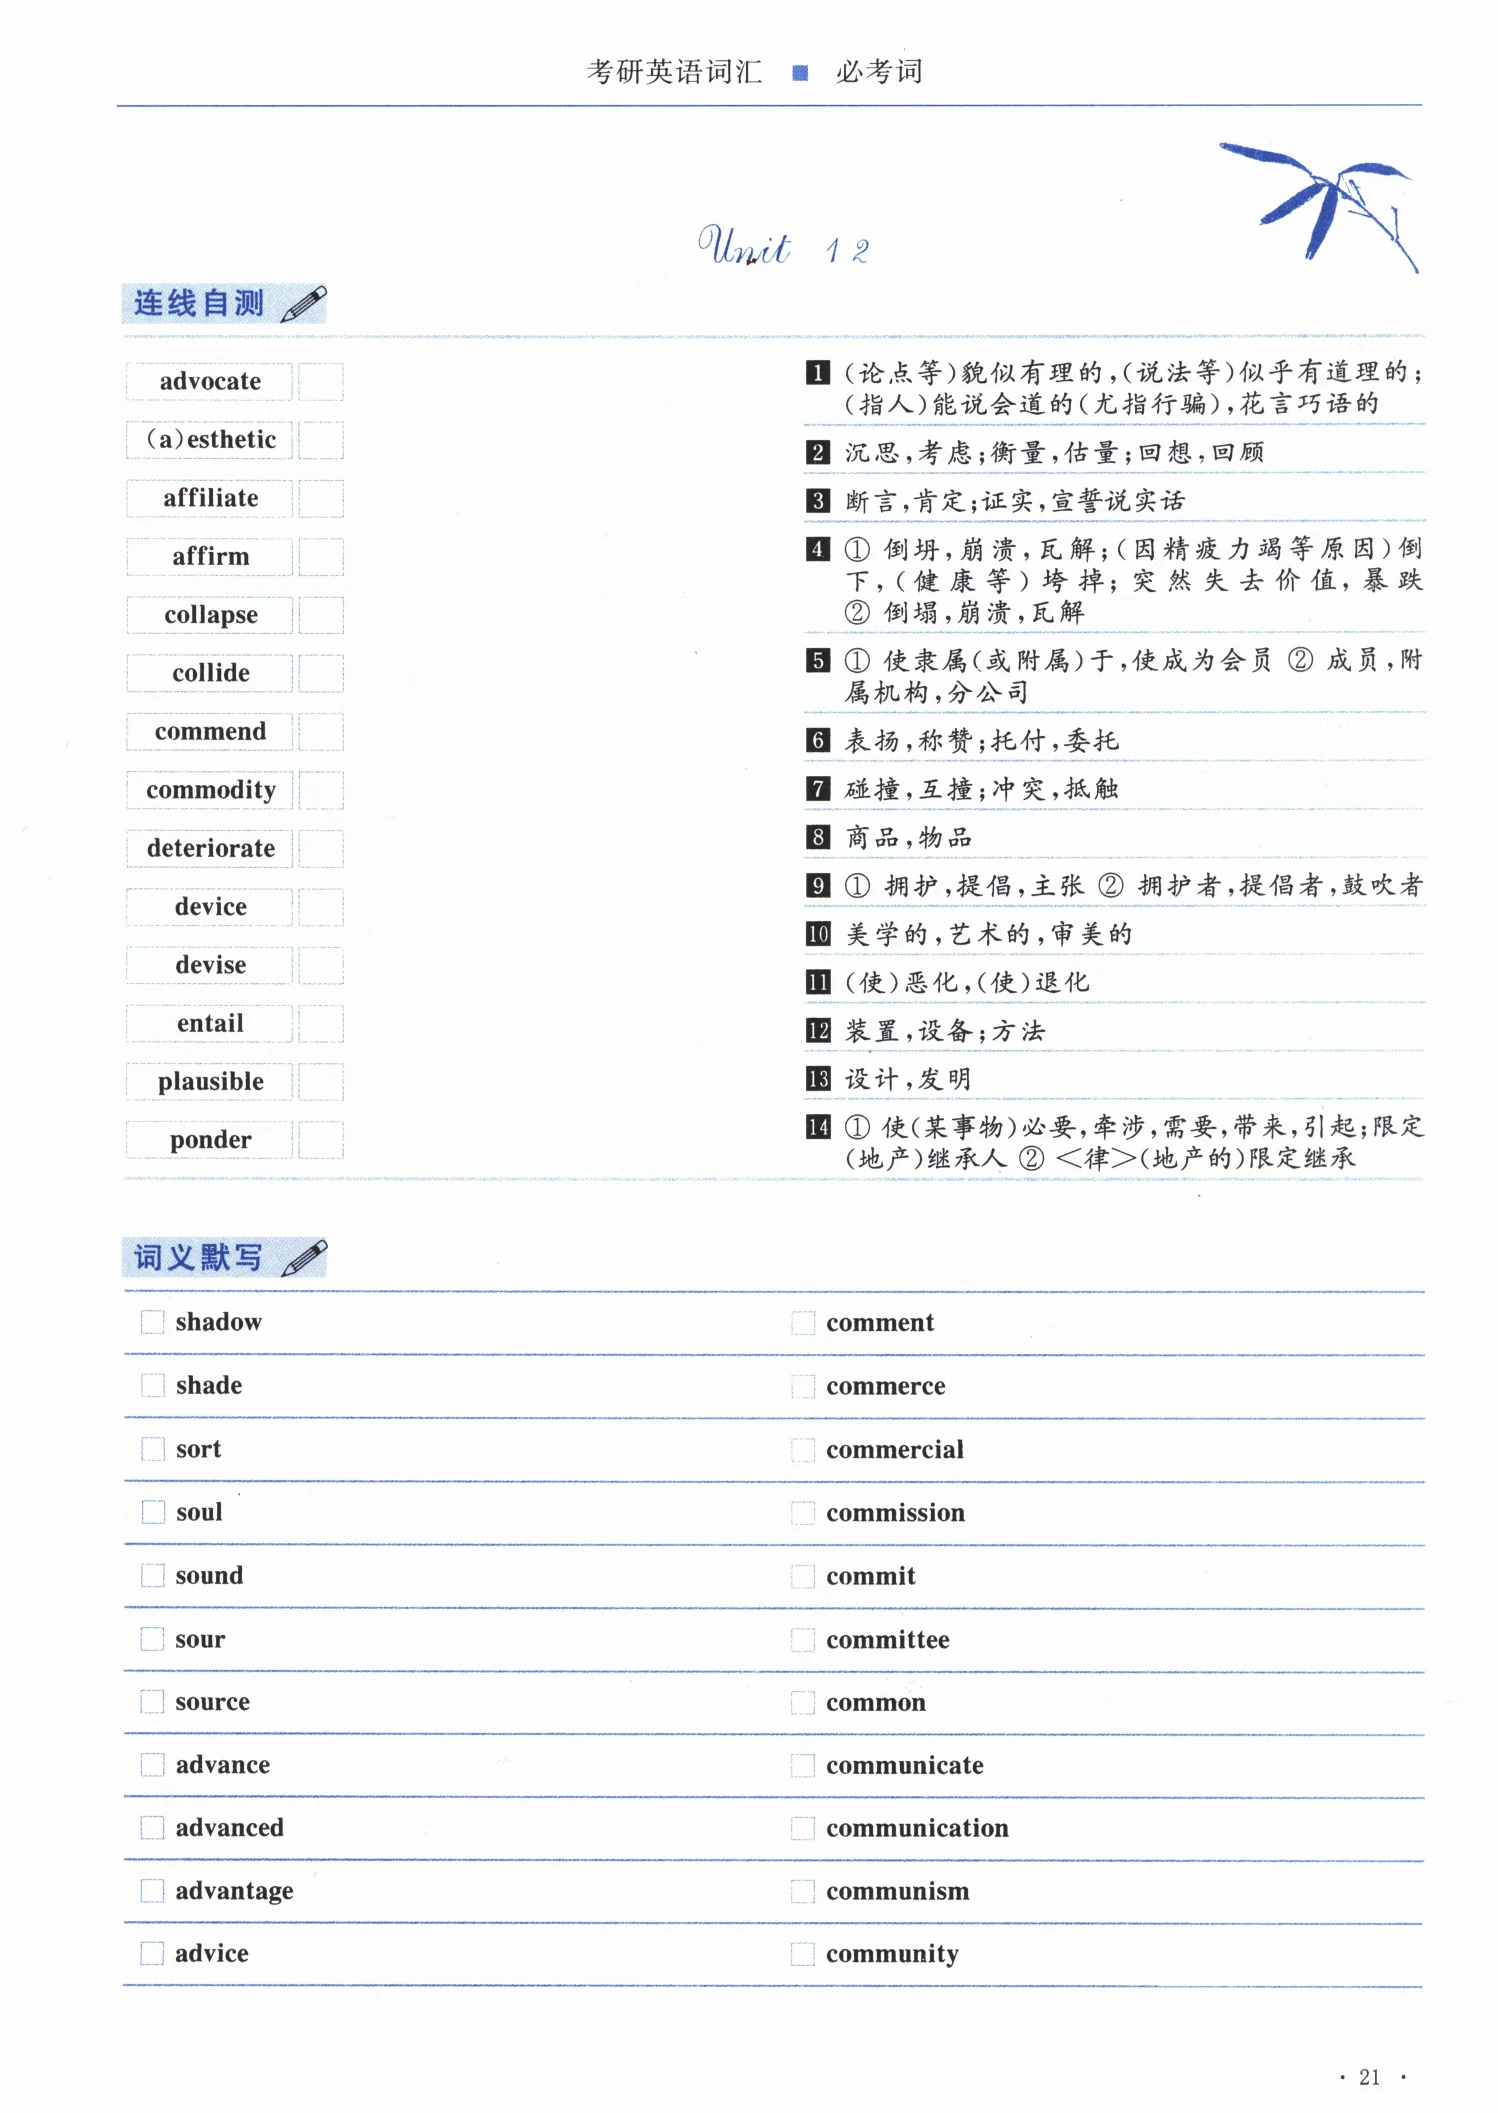 考研英语词汇 ■ 必考词
Unit 12
连线自测
advocate
(a)esthetic
affiliate
affirm
collapse
collide
commend
commodity
deteriorate
device
devise
entail
plausible
ponder
1 (论点等)貌似有理的,(说法等)似乎有道理的;
(指人)能说会道的(尤指行骗),花言巧语的
2 沉思,考虑;衡量,估量;回想,回顾
3 断言,肯定;证实,宣誓说实话
4 ① 倒坍,崩溃,瓦解;(因精疲力竭等原因)倒
下,(健康等)垮掉;突然失去价值,暴跌
② 倒塌,崩溃,瓦解
5 ① 使隶属(或附属)于,使成为会员 ② 成员,附
属机构,分公司
6 表扬,称赞;托付,委托
7 碰撞,互撞;冲突,抵触
8 商品,物品
9 ① 拥护,提倡,主张 ② 拥护者,提倡者,鼓吹者
10 美学的,艺术的,审美的
11 (使)恶化,(使)退化
12 装置,设备;方法
13 设计,发明
14 ① 使(某事物)必要,牵涉,需要,带来,引起;限定
(地产)继承人 ② <律>(地产的)限定继承
词义默写
shadow
shade
sort
soul
sound
sour
source
advance
advanced
advantage
advice
comment
commerce
commercial
commission
commit
committee
common
communicate
communication
communism
community
· 21 ·